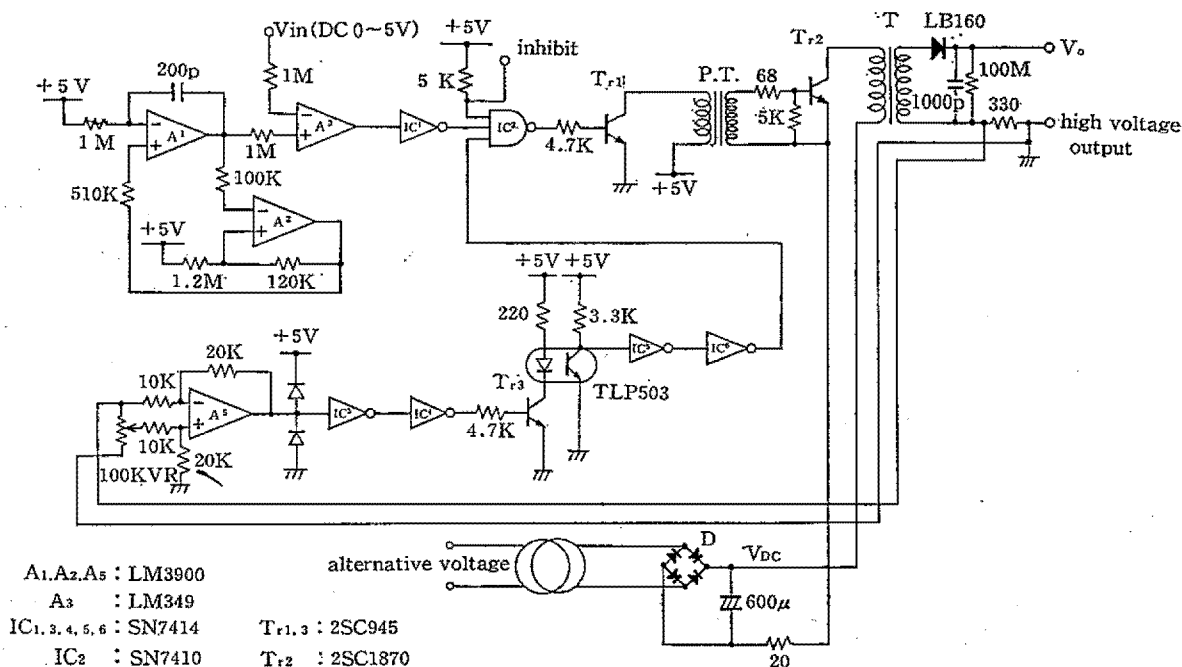 Vin(DC 0~5V)
+5V
inhibit
5 K
1M
200p
+5V
1M
A1
510K
1M
100K
A3
IC1
IC2
4.7K
Tr1
P.T.
+5V
68
5K
Tr2
T
LB160
Vo
100M
1000p
330
high voltage
output
A2
+5V
1.2M
120K
+5V
+5V
220
3.3K
IC5
IC6
TLP503
Tr3
20K
10K
A5
10K
100KVR
20K
+5V
IC3
IC4
4.7K
alternative voltage
D
VDC
600μ
20
A1.A2.A5 : LM3900
A3 : LM349
IC1, 3, 4, 5, 6 : SN7414
IC2 : SN7410
Tr1, 3 : 2SC945
Tr2 : 2SC1870